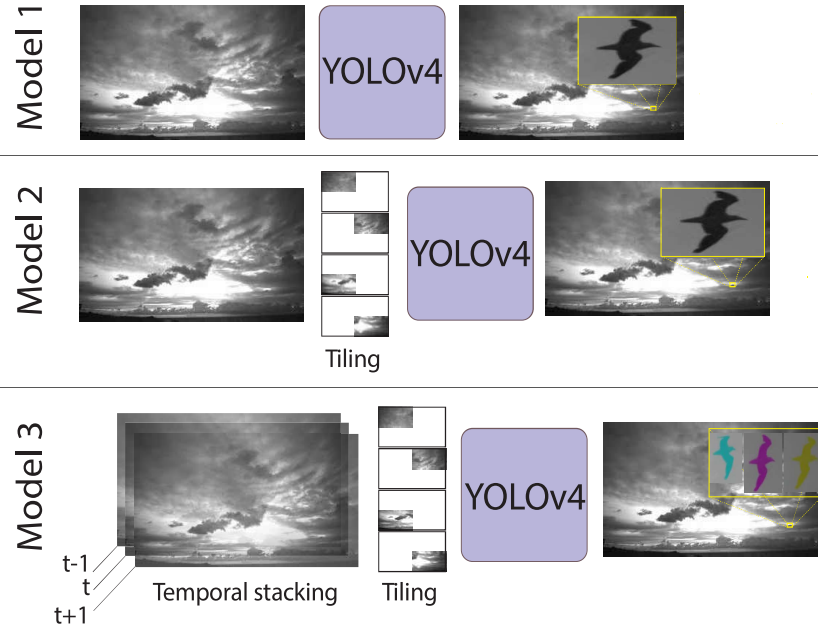 Model 1
YOLOv4
Model 2
YOLOv4
Tiling
Model 3
YOLOv4
t-1
t
t+1
Temporal stacking
Tiling